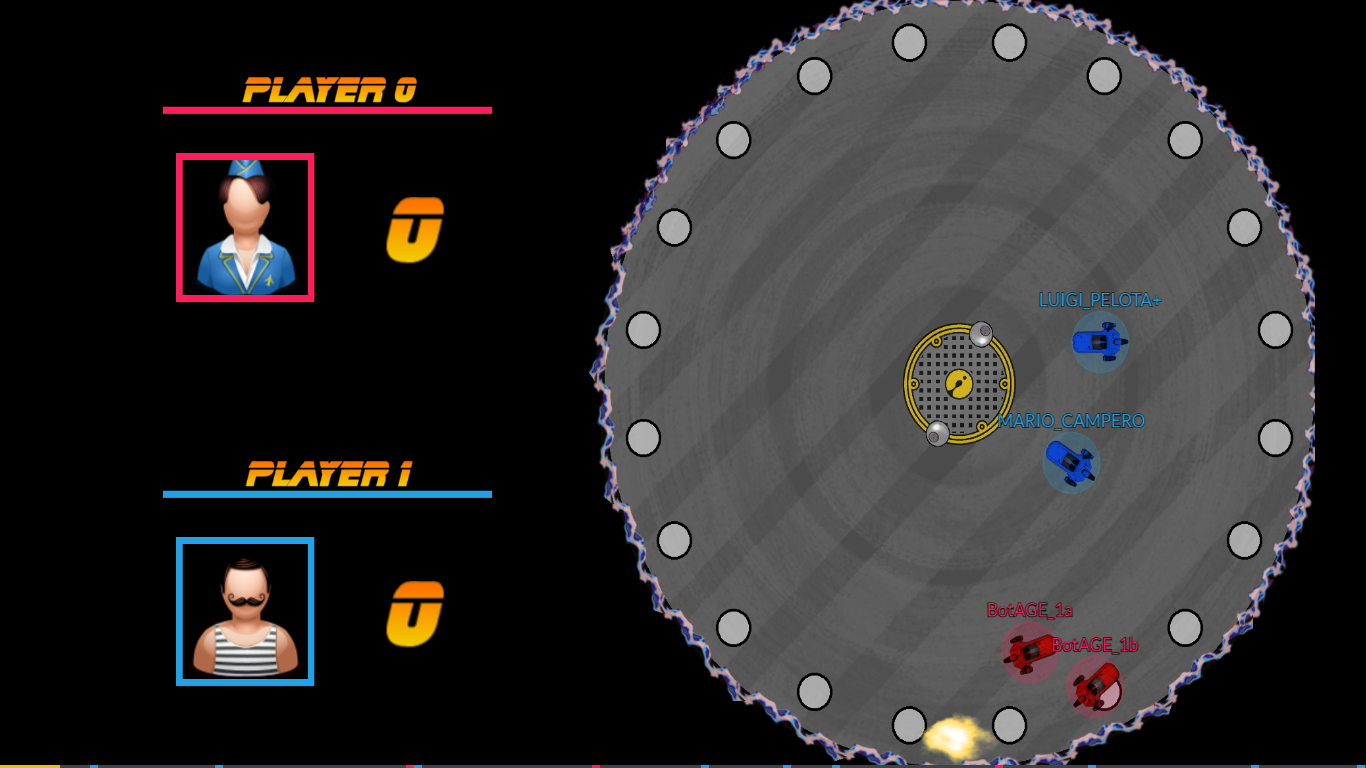 PLAYER 0
0
PLAYER 1
0
LUIGI_PELOTA+
MARIO_CAMPERO
BotAGE_1a
BotAGE_1b